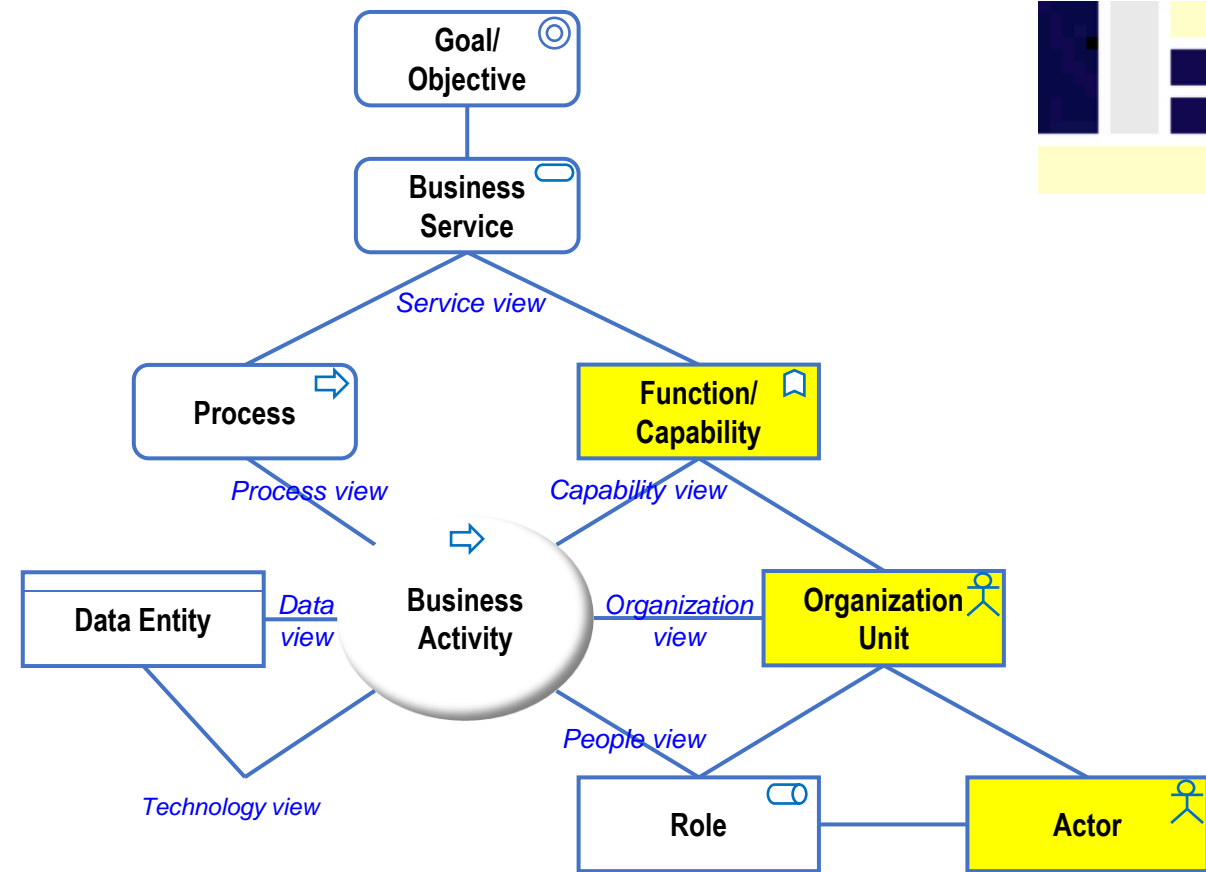 Goal/
Objective
Business
Service
Service view
Process
Function/
Capability
Process view
Capability view
Data Entity
Data
view
Business
Activity
Organization
view
Organization
Unit
People view
Technology view
Role
Actor